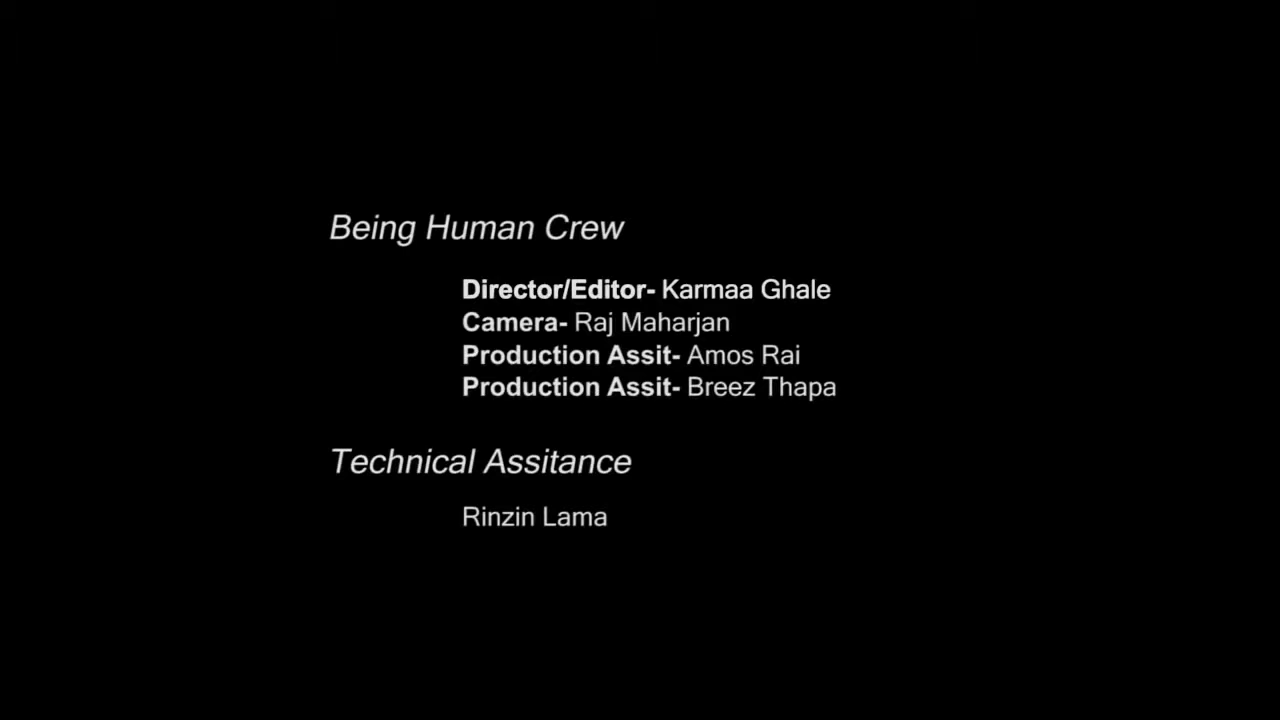 Being Human Crew
Director/Editor- Karmaa Ghale
Camera- Raj Maharjan
Production Assit- Amos Rai
Production Assit- Breez Thapa
Technical Assitance
Rinzin Lama